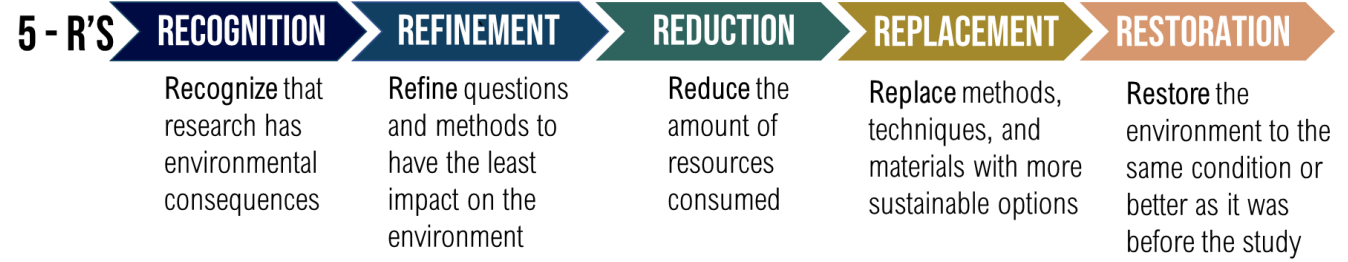 5 - R'S
RECOGNITION
REFINEMENT
REDUCTION
REPLACEMENT
RESTORATION
Recognize that
research has
environmental
consequences
Refine questions
and methods to
have the least
impact on the
environment
Reduce the
amount of
resources
consumed
Replace methods,
techniques, and
materials with more
sustainable options
Restore the
environment to the
same condition or
better as it was
before the study